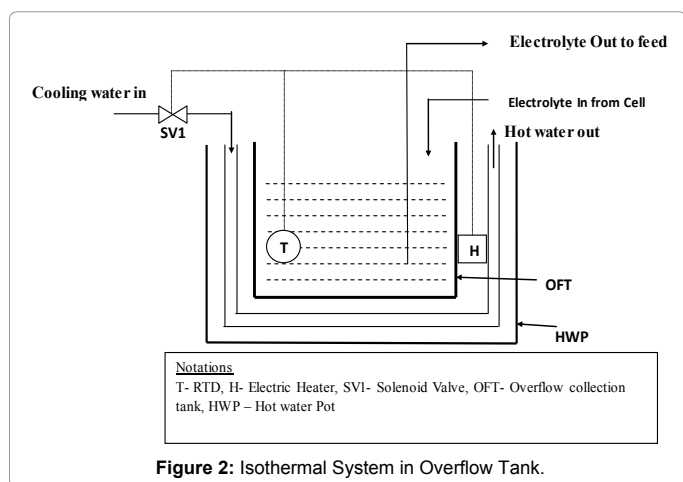 Electrolyte Out to feed
Cooling water in
Electrolyte In from Cell
SV1
Hot water out
T
H
OFT
HWP
Notations
T- RTD, H- Electric Heater, SV1- Solenoid Valve, OFT- Overflow collection
tank, HWP – Hot water Pot
Figure 2: Isothermal System in Overflow Tank.